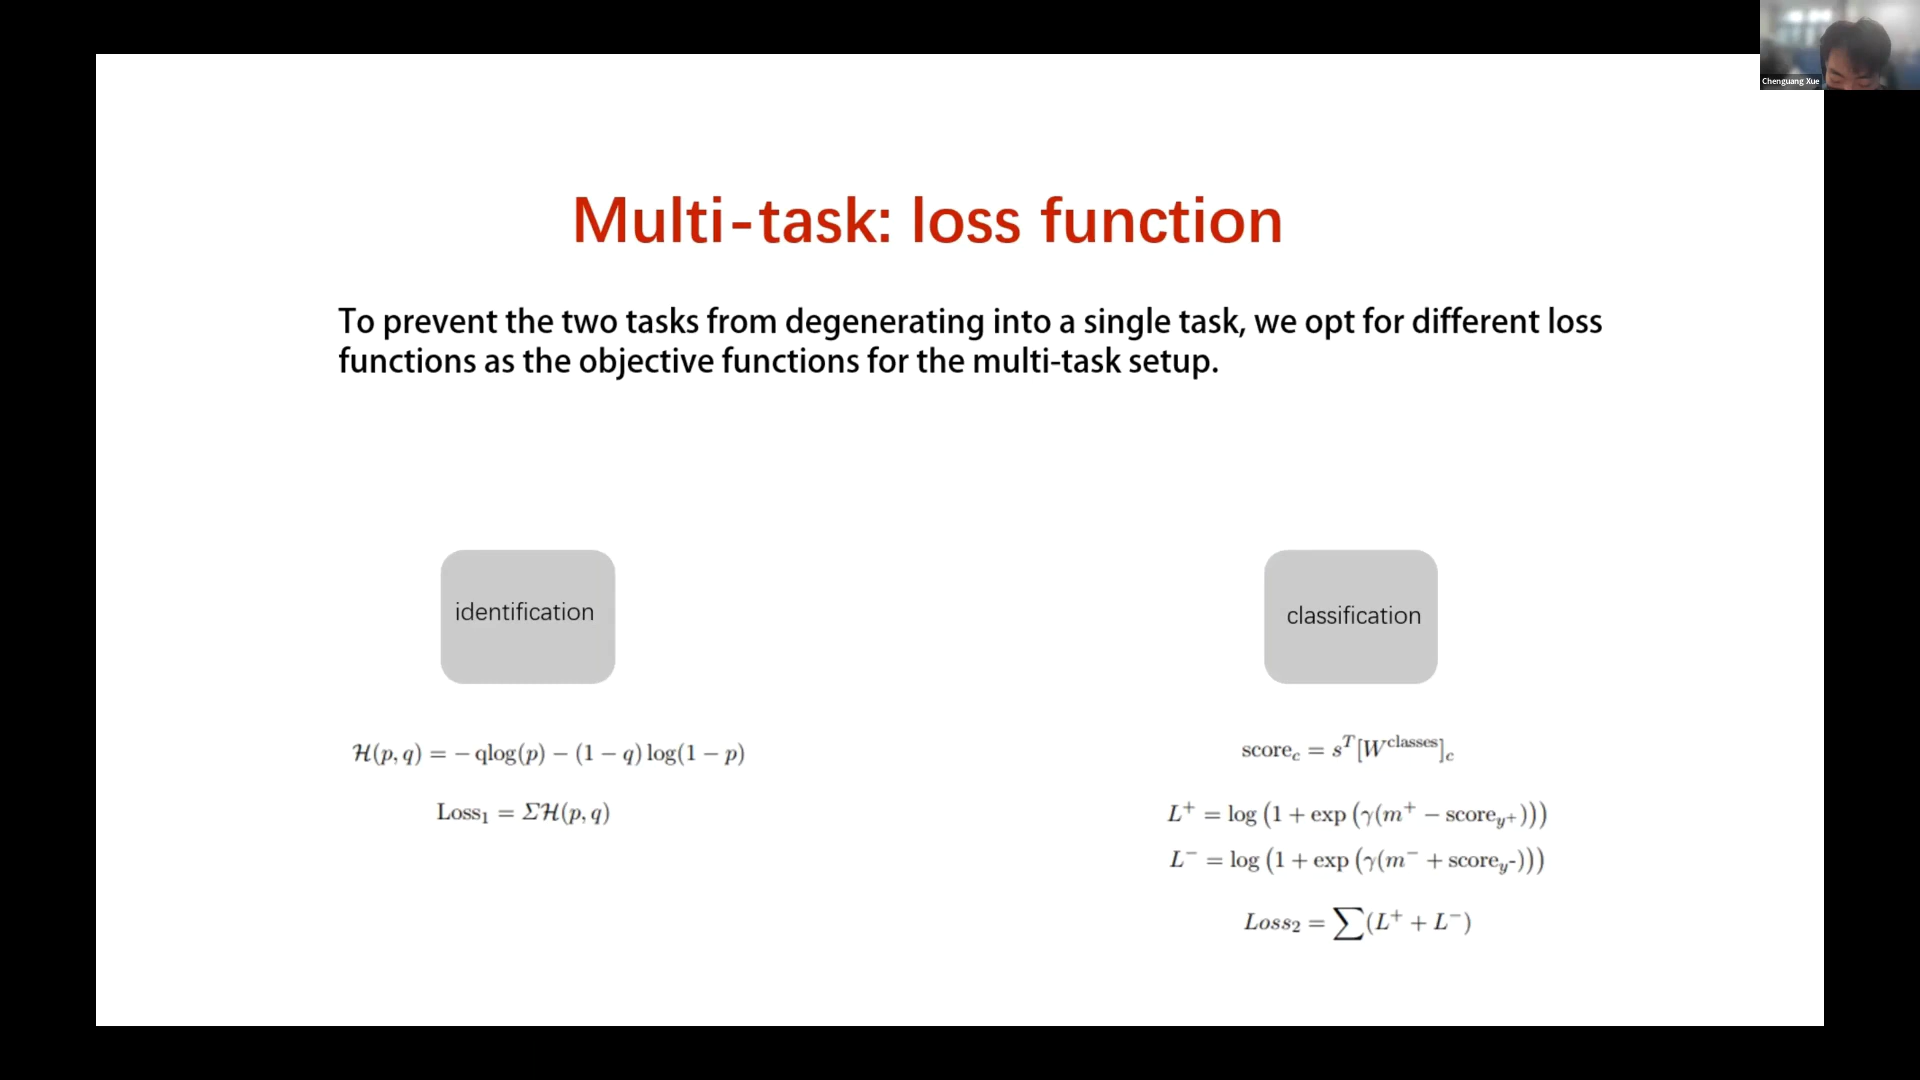 Chenguang Xue
Multi-task: loss function
To prevent the two tasks from degenerating into a single task, we opt for different loss
functions as the objective functions for the multi-task setup.
identification
classification
ℋ(p, q) = − qlog(p) − (1 − q) log(1 − p)
Loss₁ = Σℋ(p, q)
score_c = s^T[W^classes]_c
L⁺ = log (1 + exp (γ(m⁺ − score_y⁺)))
L⁻ = log (1 + exp (γ(m⁻ + score_y⁻)))
Loss₂ = ∑(L⁺ + L⁻)